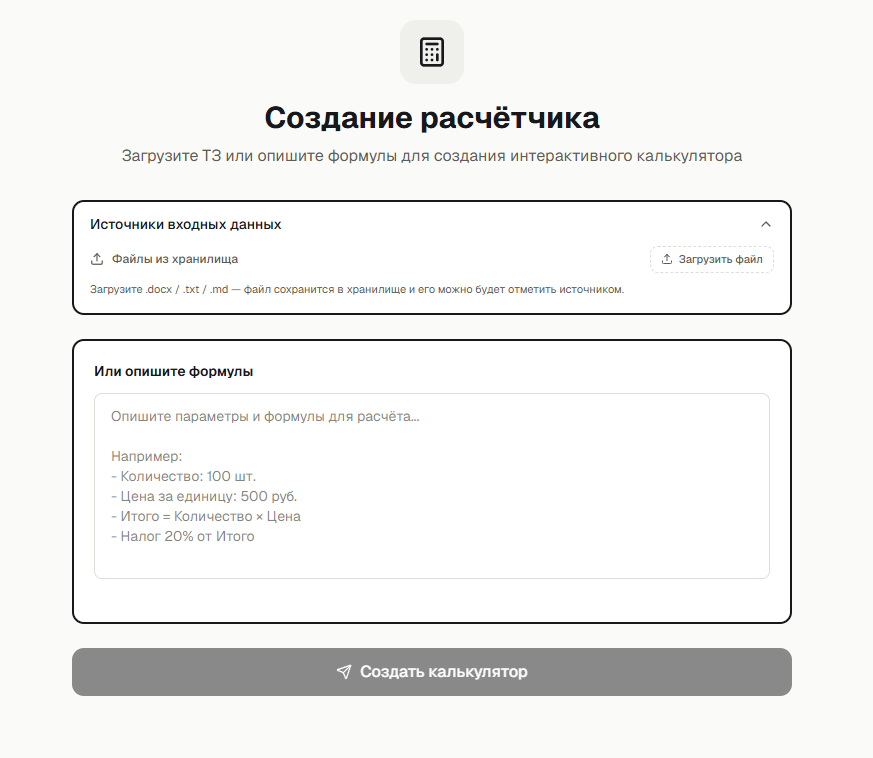 Создание расчётчика
Загрузите ТЗ или опишите формулы для создания интерактивного калькулятора
Источники входных данных
Файлы из хранилища
Загрузить файл
Загрузите .docx / .txt / .md — файл сохранится в хранилище и его можно будет отметить источником.
Или опишите формулы
Опишите параметры и формулы для расчёта...
Например:
- Количество: 100 шт.
- Цена за единицу: 500 руб.
- Итого = Количество × Цена
- Налог 20% от Итого
Создать калькулятор